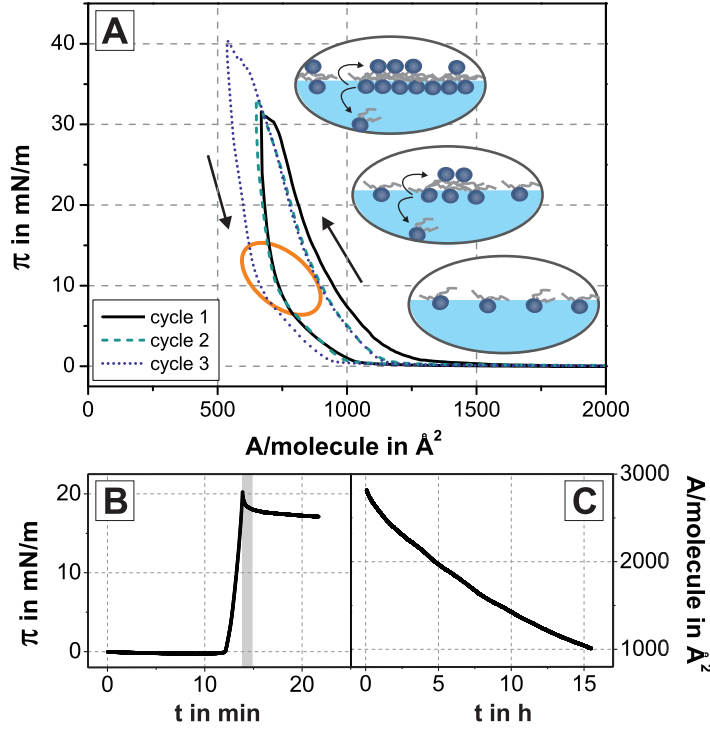 A
π in mN/m
40
30
20
10
0
cycle 1
cycle 2
cycle 3
0 500 1000 1500 2000
A/molecule in Å²
B
π in mN/m
20
10
0
0 10 20
t in min
C
3000
2000
1000
A/molecule in Å²
0 5 10 15
t in h